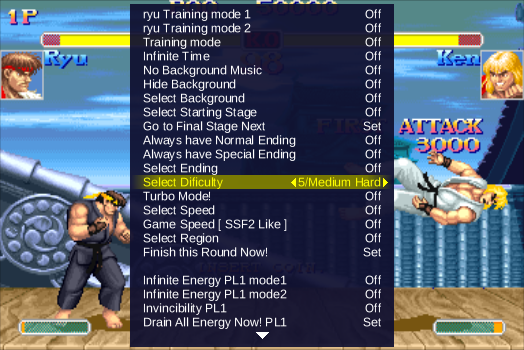 1P
ryu Training mode 1 Off
ryu Training mode 2 Off
Training mode Off
Infinite Time Off
No Background Music Off
Hide Background Off
Select Background Off
Select Starting Stage Off
Go to Final Stage Next Set
Always have Normal Ending Off
Always have Special Ending Off
Select Ending Off
Select Dificulty 5/Medium Hard
Turbo Mode! Off
Select Speed Off
Game Speed [ SSF2 Like ] Off
Select Region Off
Finish this Round Now! Set
Infinite Energy PL1 mode1 Off
Infinite Energy PL1 mode2 Off
Invincibility PL1 Off
Drain All Energy Now! PL1 Set
Ryu
Ken
ATTACK
3000